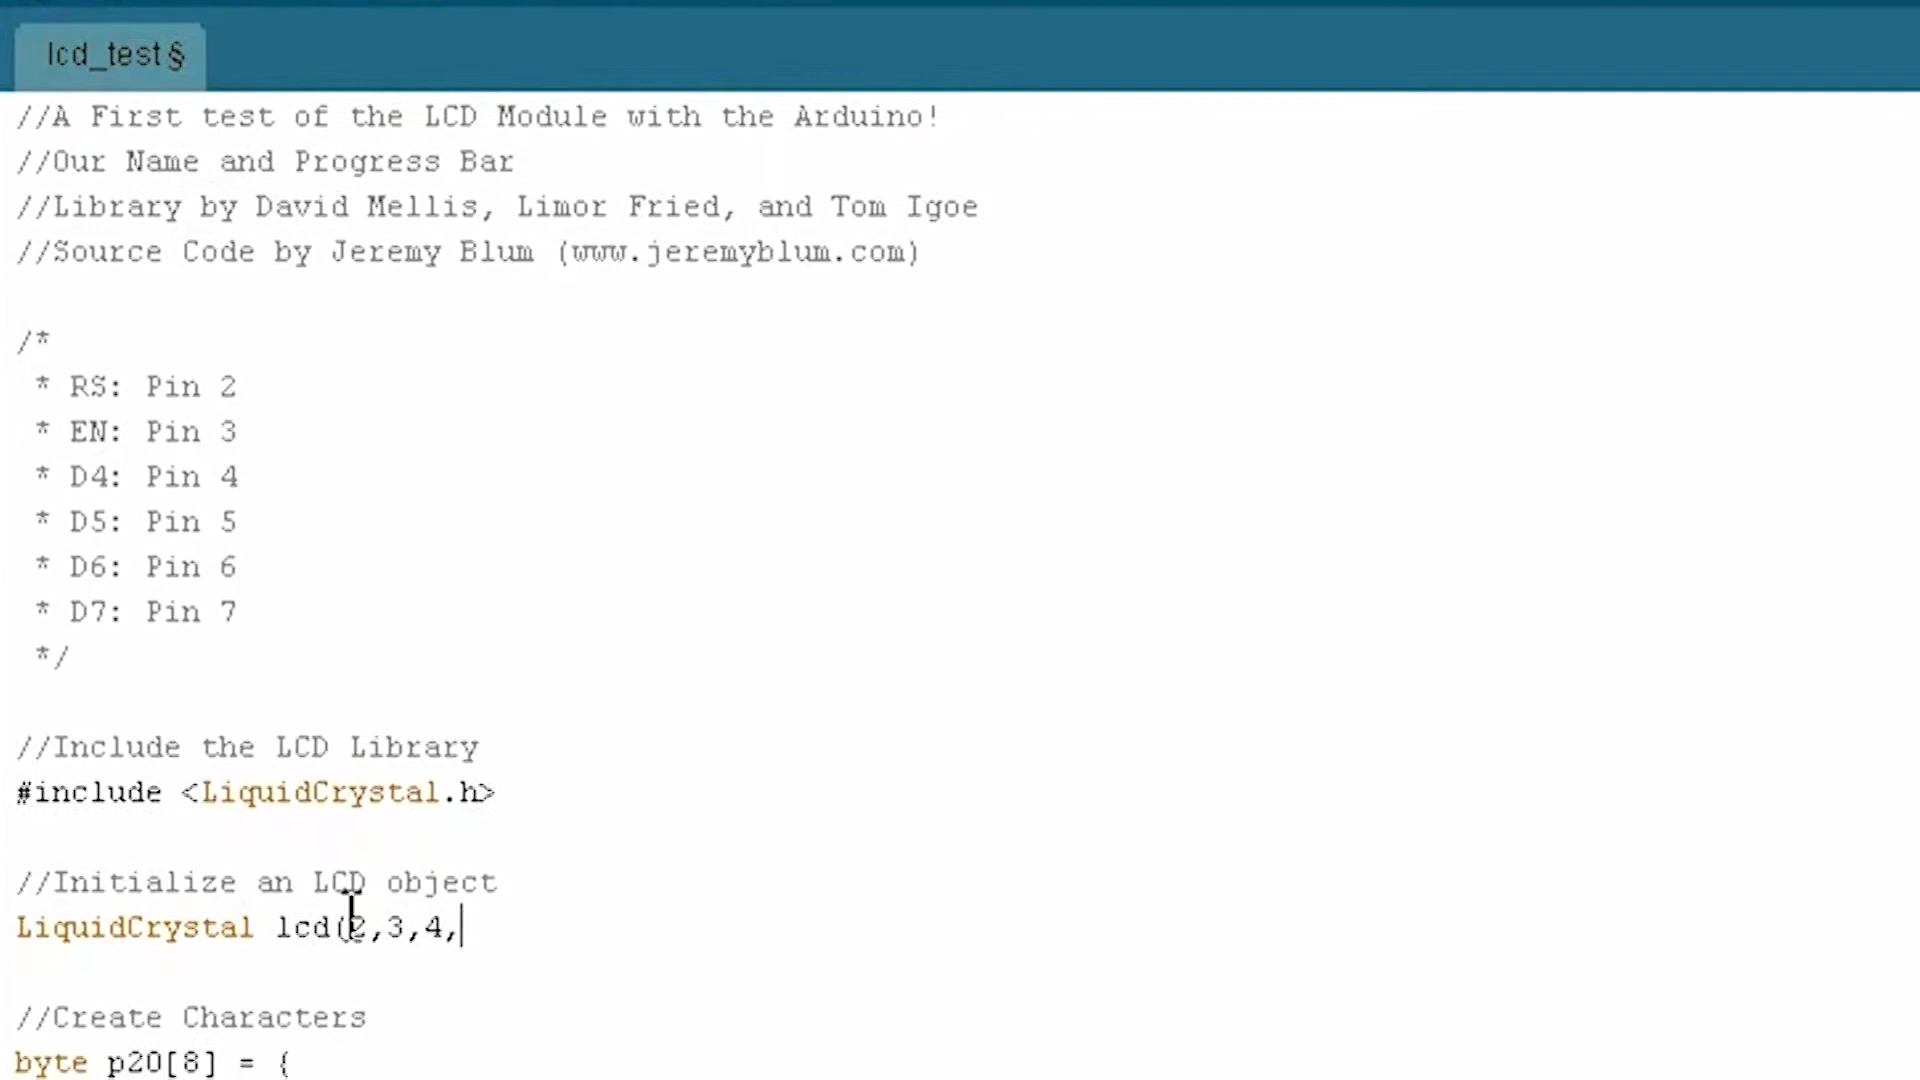 lcd_test§
//A First test of the LCD Module with the Arduino!
//Our Name and Progress Bar
//Library by David Mellis, Limor Fried, and Tom Igoe
//Source Code by Jeremy Blum (www.jeremyblum.com)
/*
* RS: Pin 2
* EN: Pin 3
* D4: Pin 4
* D5: Pin 5
* D6: Pin 6
* D7: Pin 7
*/
//Include the LCD Library
#include <LiquidCrystal.h>
//Initialize an LCD object
LiquidCrystal lcd(2,3,4,
//Create Characters
byte p20[8] = {